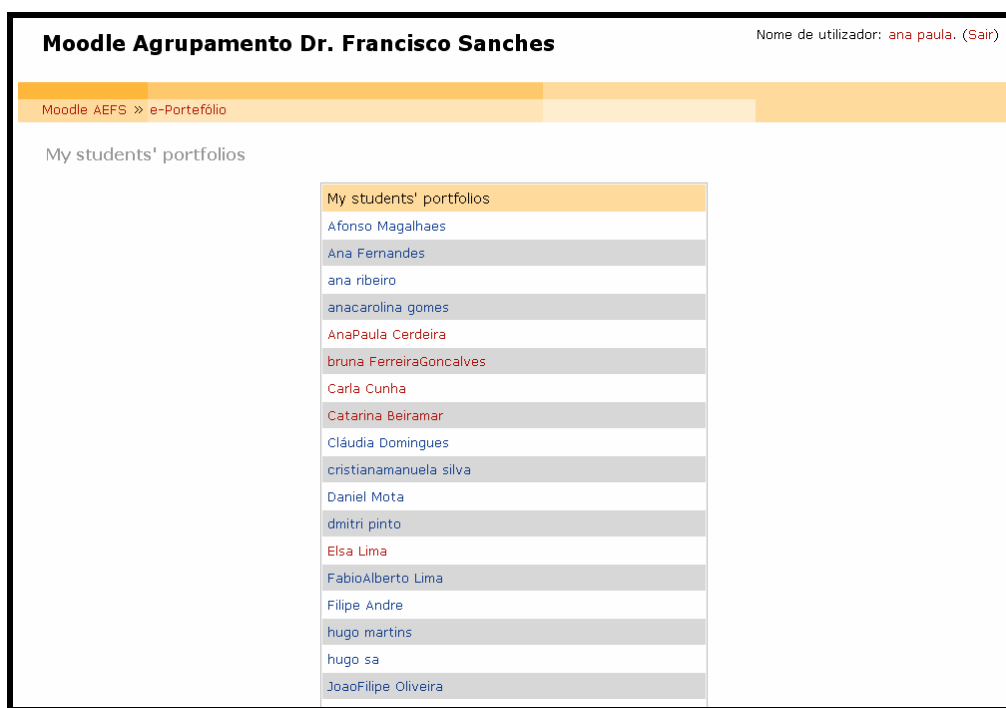 Moodle Agrupamento Dr. Francisco Sanches
Nome de utilizador: ana paula. (Sair)
Moodle AEFS » e-Portefólio
My students' portfolios
My students' portfolios
Afonso Magalhaes
Ana Fernandes
ana ribeiro
anacarolina gomes
AnaPaula Cerdeira
bruna FerreiraGoncalves
Carla Cunha
Catarina Beiramar
Cláudia Domingues
cristianamanuela silva
Daniel Mota
dmitri pinto
Elsa Lima
FabioAlberto Lima
Filipe Andre
hugo martins
hugo sa
JoaoFilipe Oliveira